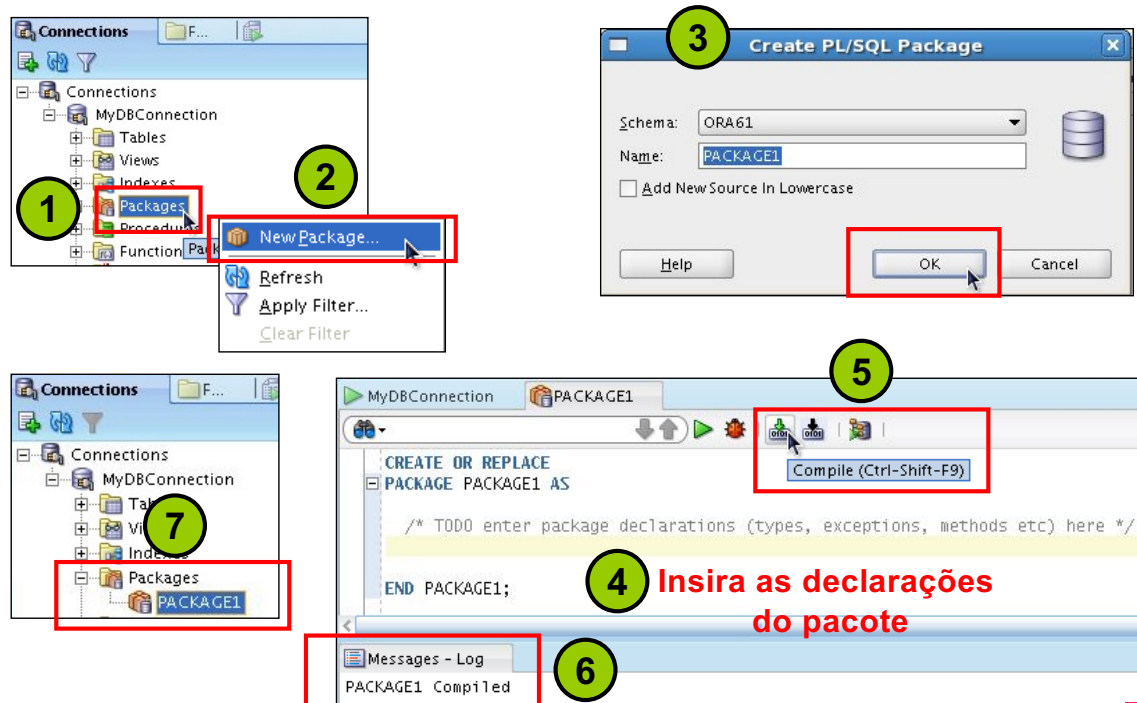 Connections F...
Connections
MyDBConnection
Tables
Views
Indexes
1
Packages
2
Procedures
Function Pack
New Package...
Refresh
Apply Filter...
Clear Filter
3
Create PL/SQL Package
Schema: ORA61
Name: PACKAGE1
Add New Source In Lowercase
Help OK Cancel
Connections F...
Connections
MyDBConnection
Tab
Vi
7
Indexes
Packages
PACKAGE1
5
MyDBConnection PACKAGE1
Compile (Ctrl-Shift-F9)
CREATE OR REPLACE
PACKAGE PACKAGE1 AS
/* TODO enter package declarations (types, exceptions, methods etc) here */
END PACKAGE1;
4 Insira as declarações
do pacote
Messages - Log
6
PACKAGE1 Compiled